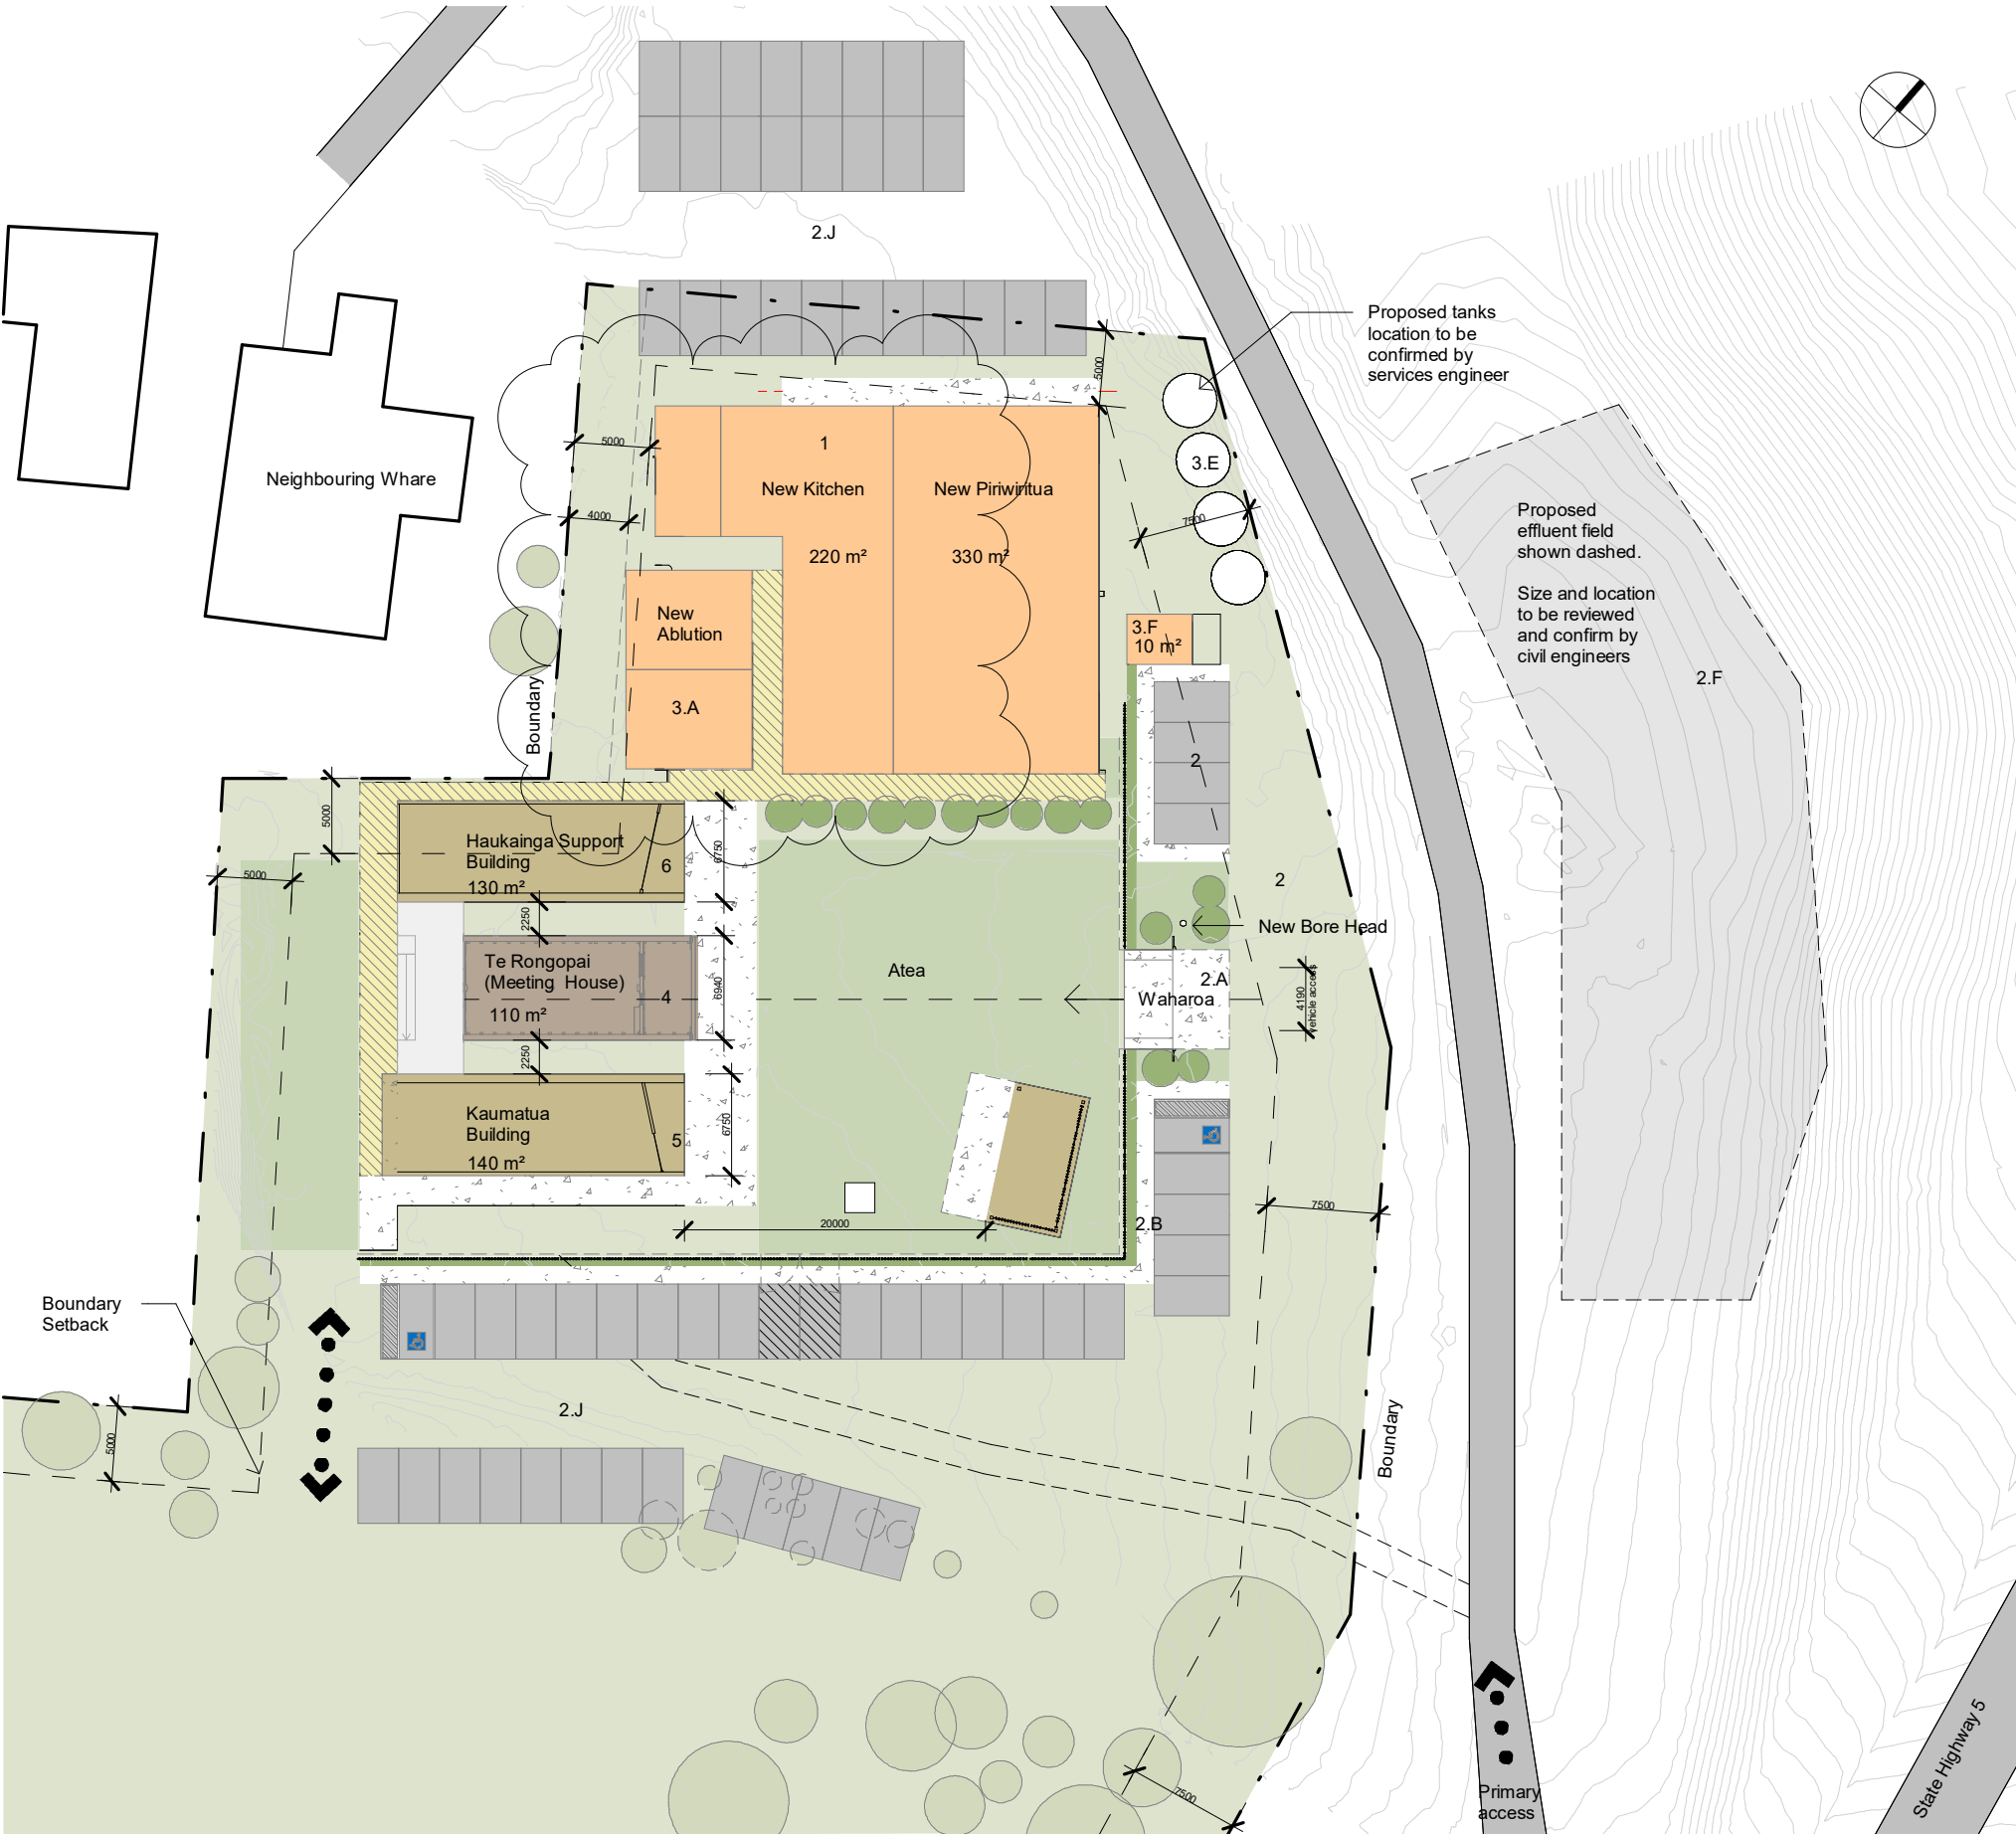 2.J
Proposed tanks
location to be
confirmed by
services engineer
5000
5000
1
3.E
Neighbouring Whare
New Kitchen
New Piriwiritua
4000
7500
Proposed
effluent field
shown dashed.
220 m²
330 m²
Size and location
to be reviewed
and confirm by
civil engineers
New
Ablution
3.F
10 m²
2.F
3.A
Boundary
2
5000
Haukainga Support
Building
6
6750
130 m²
5000
2
2250
New Bore Head
Te Rongopai
(Meeting House)
4
6940
110 m²
Atea
2.A
Waharoa
4190
vehicle access
2250
Kaumatua
Building
5
6750
140 m²
7500
20000
2.B
Boundary
Setback
2.J
5000
Boundary
7500
Primary
access
State Highway 5